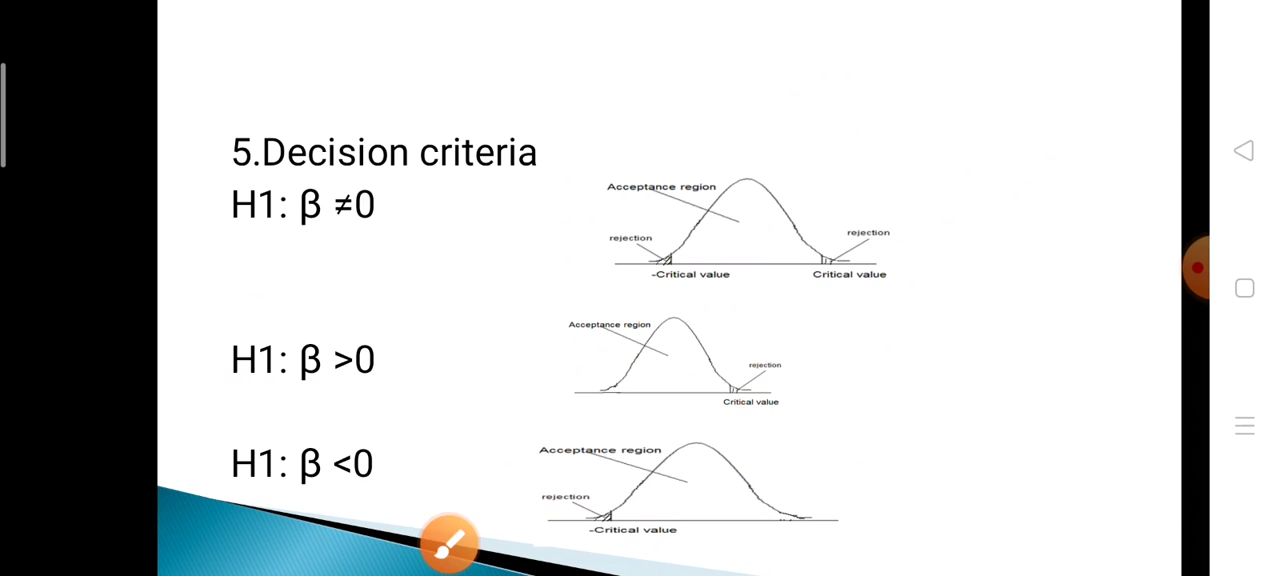 5.Decision criteria
H1: β ≠0
Acceptance region
rejection
rejection
-Critical value
Critical value
H1: β >0
Acceptance region
rejection
Critical value
H1: β <0
Acceptance region
rejection
-Critical value